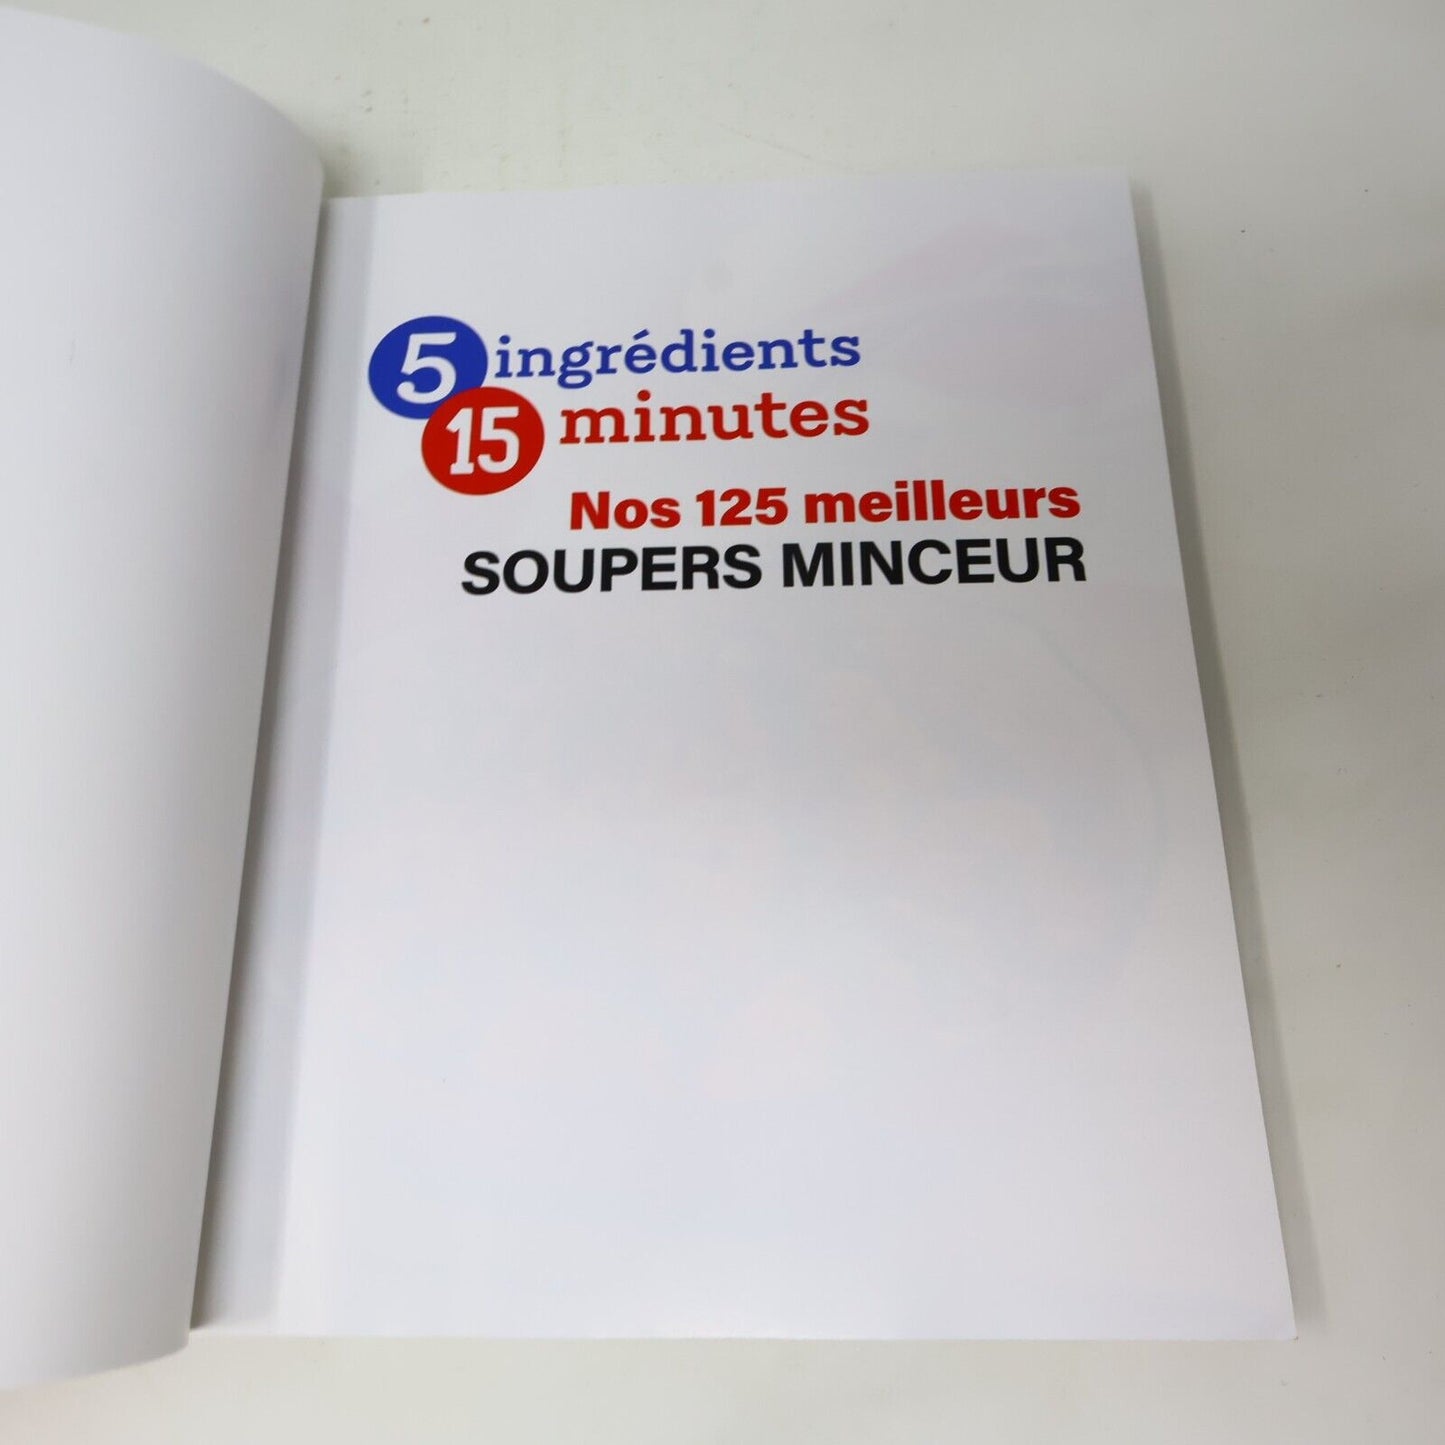 5 ingrédients
15 minutes
Nos 125 meilleurs
SOUPERS MINCEUR